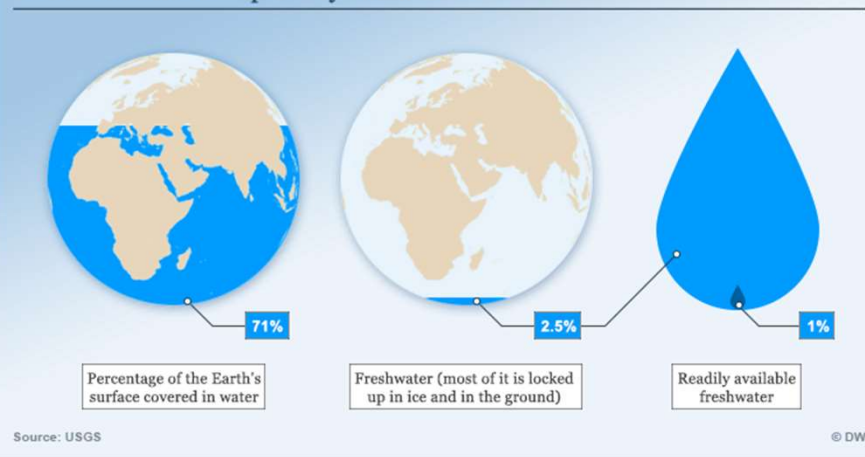 71%
2.5%
1%
Percentage of the Earth's
surface covered in water
Freshwater (most of it is locked
up in ice and in the ground)
Readily available
freshwater
Source: USGS
© DW